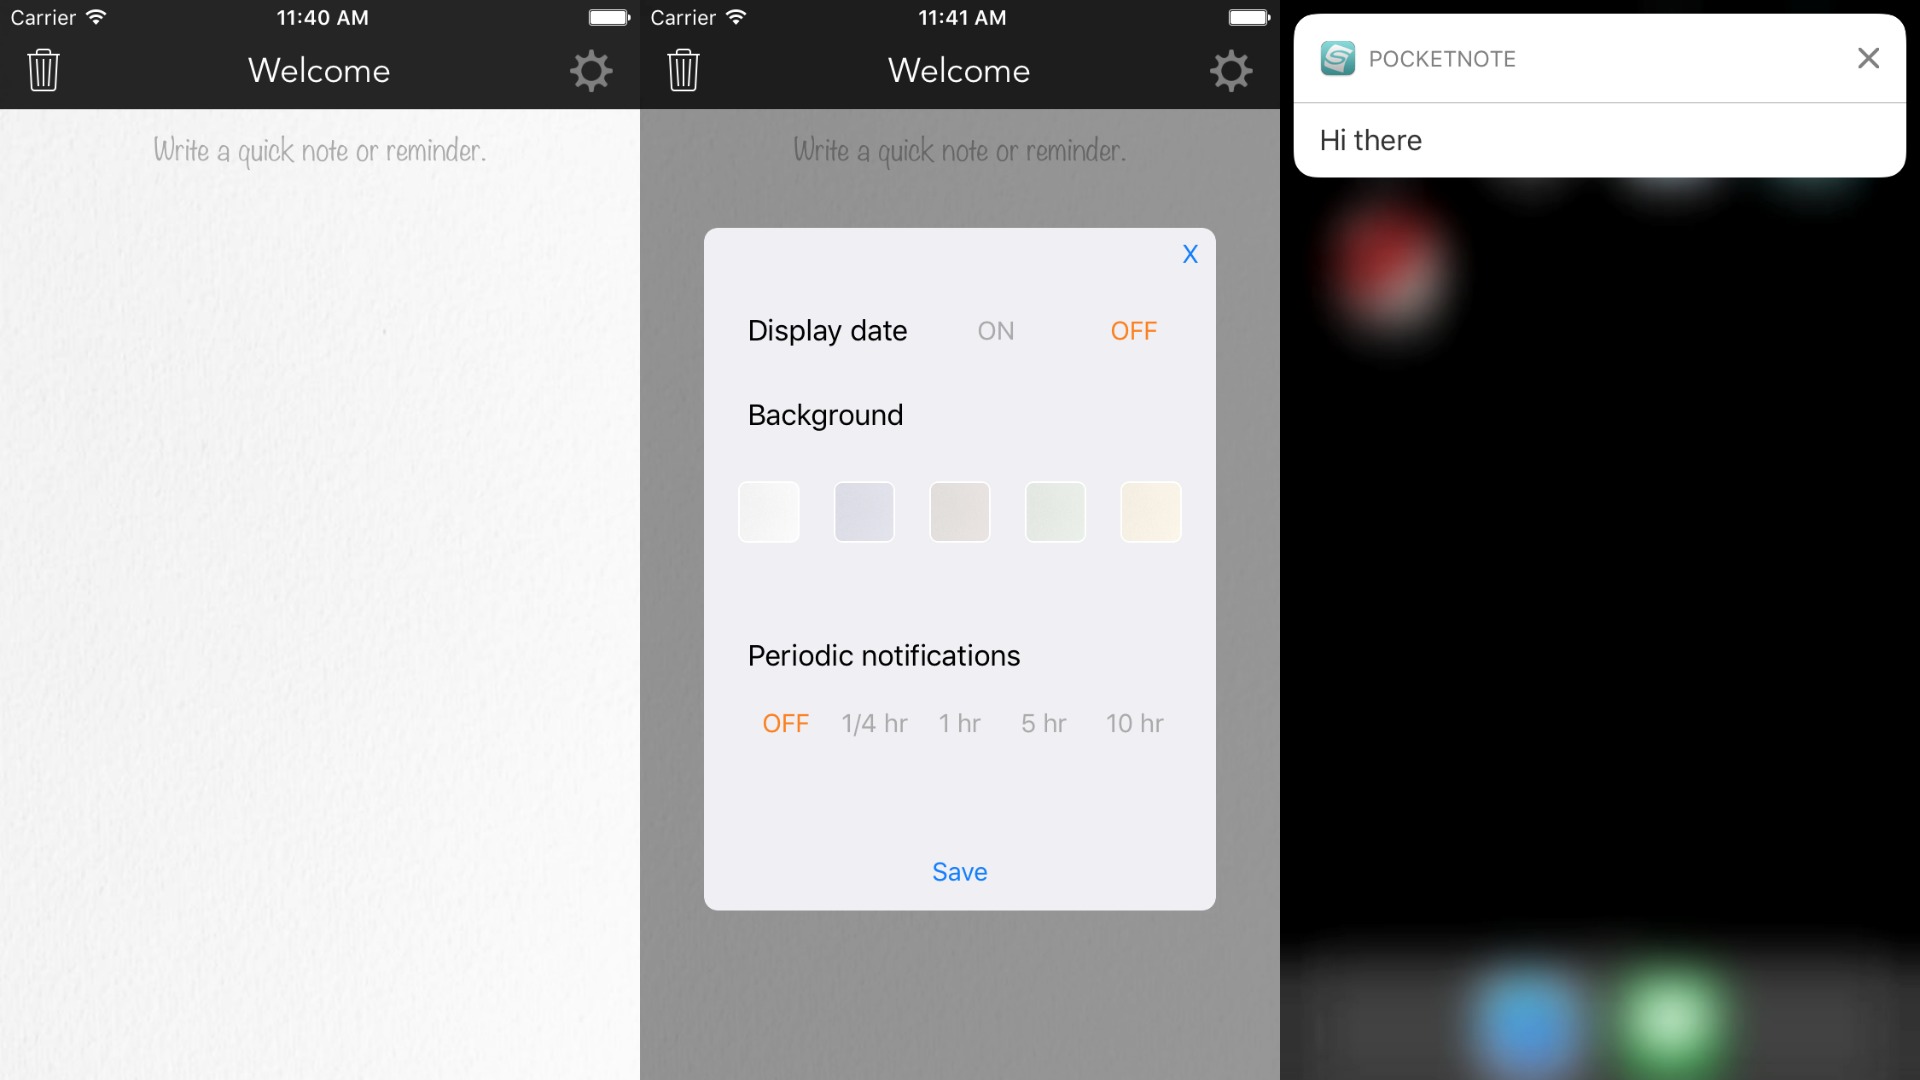 Carrier 11:40 AM
Welcome
Write a quick note or reminder.
Carrier 11:41 AM
Welcome
Write a quick note or reminder.
X
Display date ON OFF
Background
Periodic notifications
OFF 1/4 hr 1 hr 5 hr 10 hr
Save
POCKETNOTE
Hi there